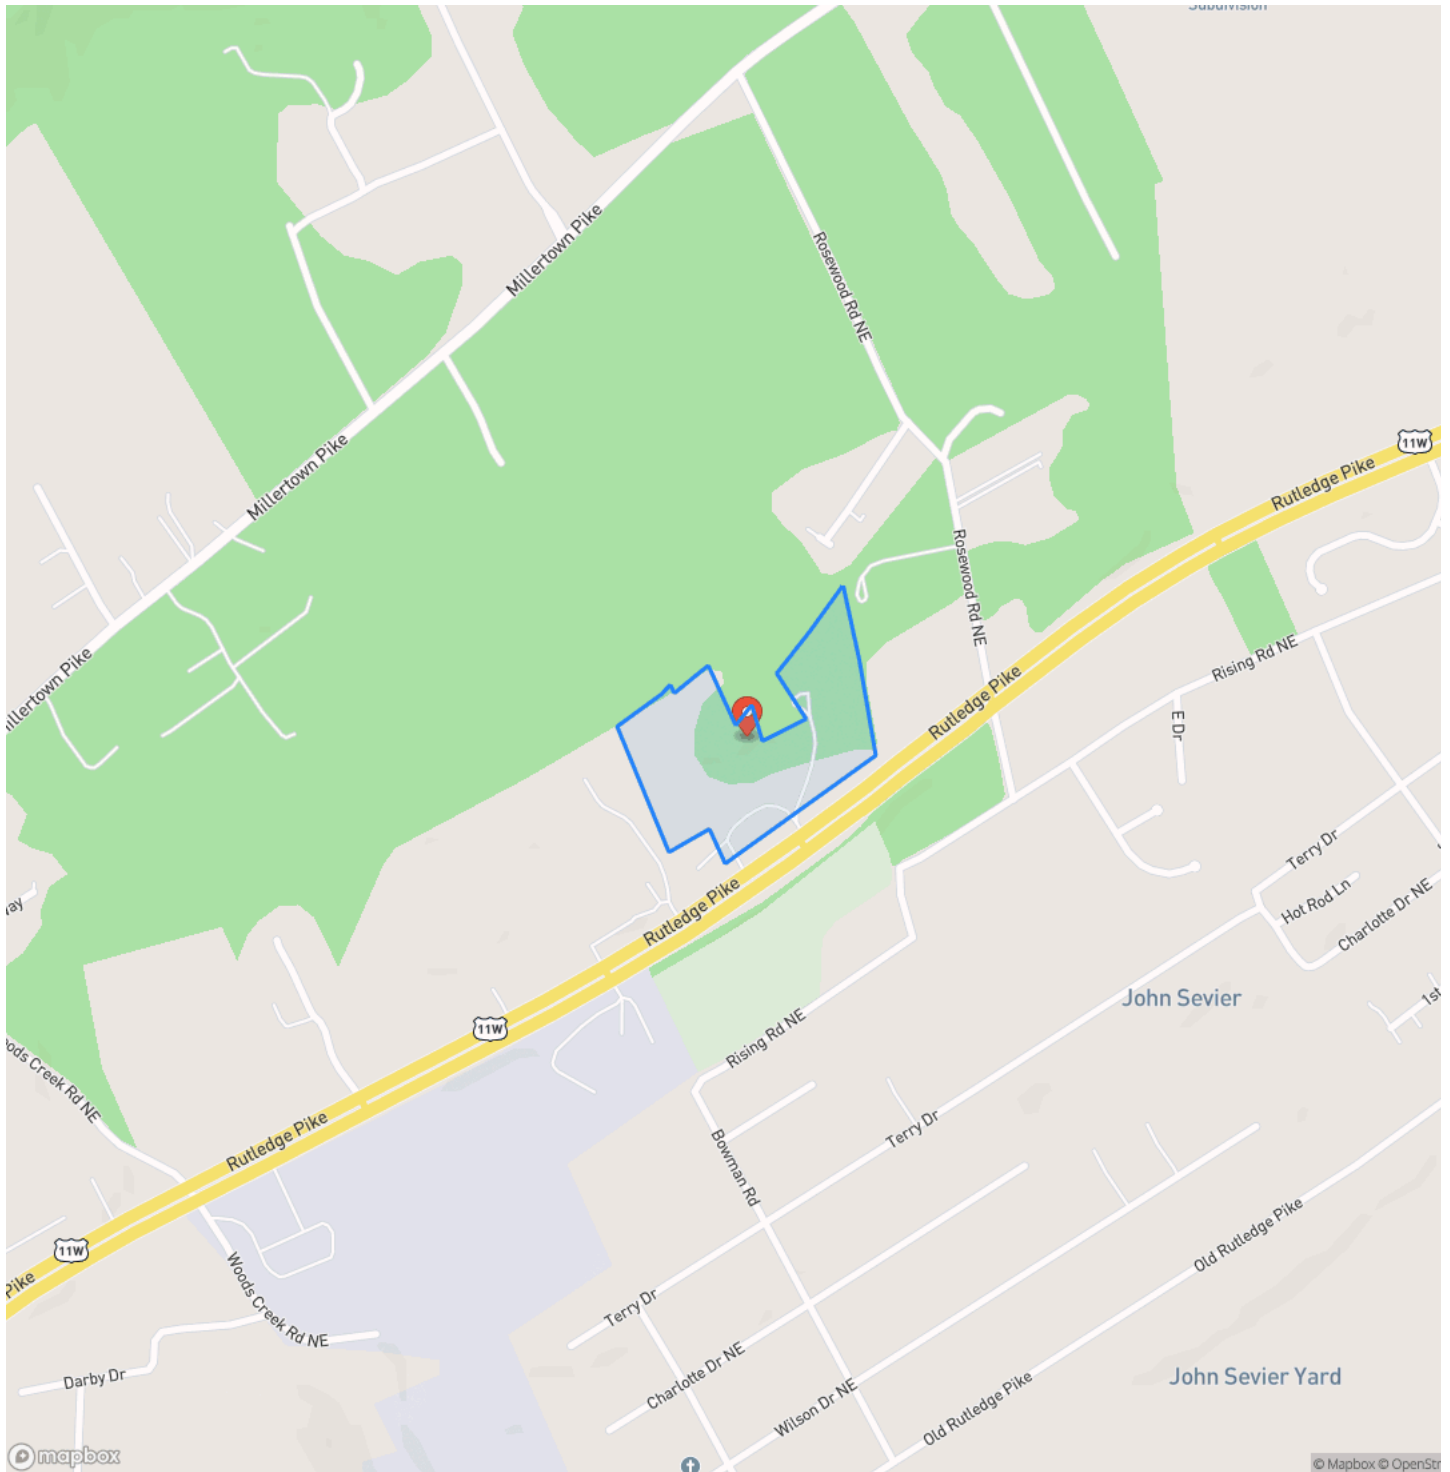 Subdivision
Millertown Pike
Rosewood Rd NE
11W
Rutledge Pike
Millertown Pike
Rosewood Rd NE
Rising Rd NE
Millertown Pike
Rutledge Pike
E Dr
Terry Dr
Hot Rod Ln
Charlotte Dr NE
Rutledge Pike
John Sevier
1st
11W
Rising Rd NE
Woods Creek Rd NE
Rutledge Pike
Terry Dr
Bowman Rd
11W
Pike
Old Rutledge Pike
Woods Creek Rd NE
Terry Dr
Darby Dr
Charlotte Dr NE
John Sevier Yard
Wilson Dr NE
Old Rutledge Pike
mapbox
© Mapbox © OpenStr